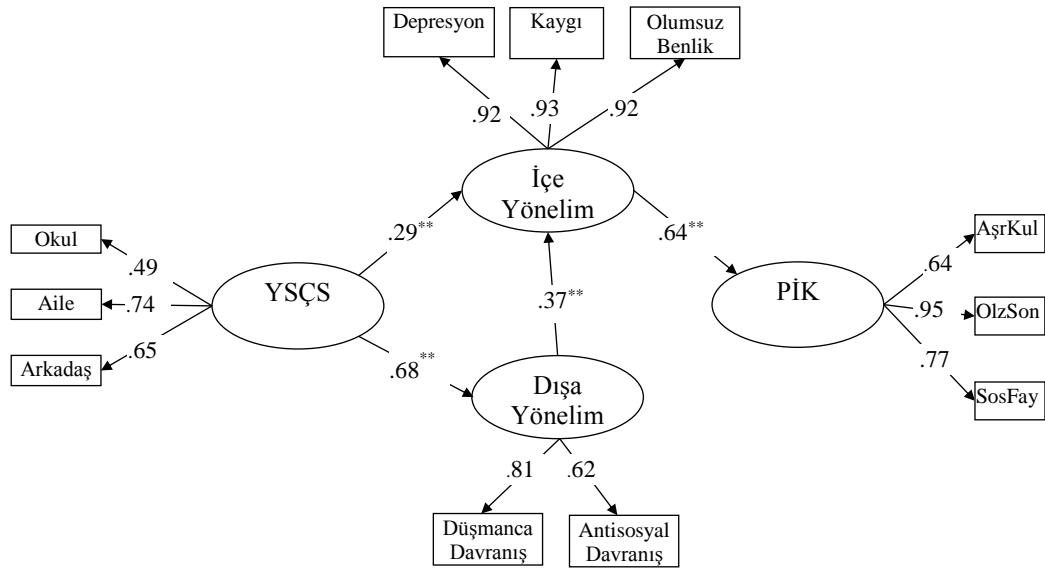 Depresyon
Kaygı
Olumsuz
Benlik
.92
.93
.92
İçe
Yönelim
.29**
.64**
Okul
.49
Aile
.74
Arkadaş
.65
YSÇS
.37**
PİK
AşrKul
.64
OlzSon
.95
.77
SosFay
.68**
Dışa
Yönelim
.81
.62
Düşmanca
Davranış
Antisosyal
Davranış